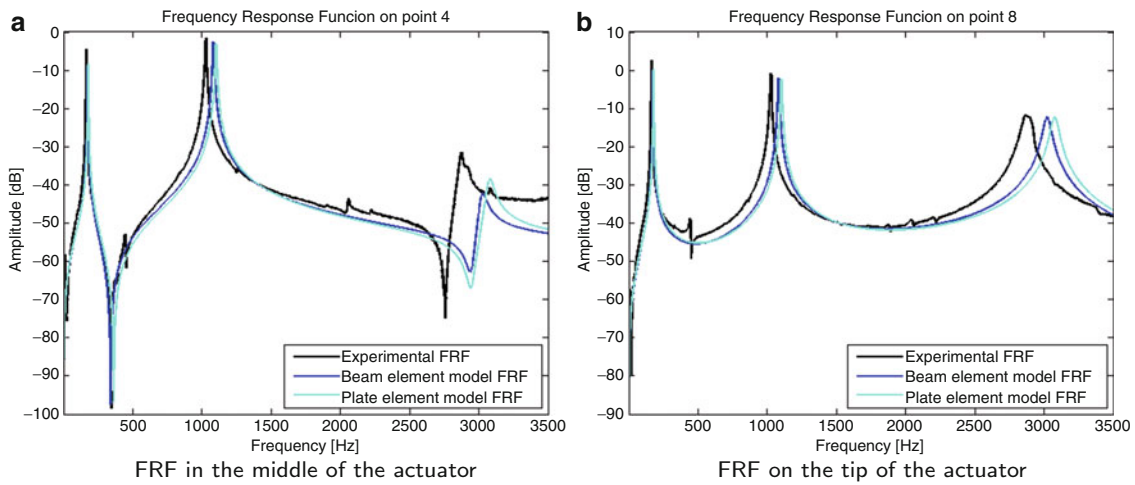 a
Frequency Response Funcion on point 4
0
−10
−20
−30
−40
−50
−60
−70
−80
−90
−100
Amplitude [dB]
Experimental FRF
Beam element model FRF
Plate element model FRF
500 1000 1500 2000 2500 3000 3500
Frequency [Hz]
FRF in the middle of the actuator
b
Frequency Response Funcion on point 8
10
0
−10
−20
−30
−40
−50
−60
−70
−80
−90
Amplitude [dB]
Experimental FRF
Beam element model FRF
Plate element model FRF
500 1000 1500 2000 2500 3000 3500
Frequency [Hz]
FRF on the tip of the actuator